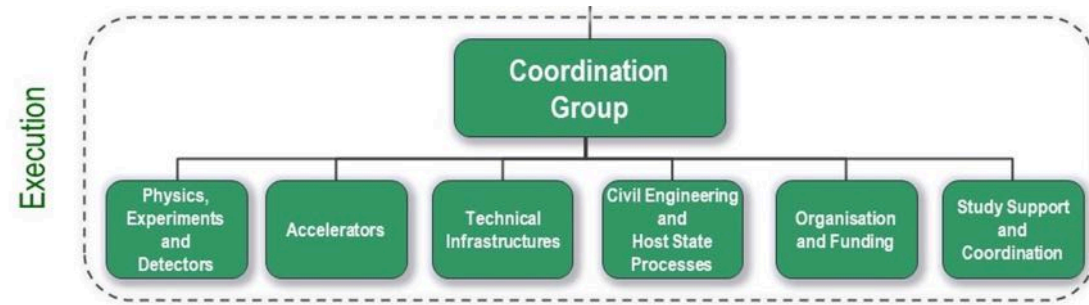 Execution
Coordination
Group
Physics,
Experiments
and
Detectors
Accelerators
Technical
Infrastructures
Civil Engineering
and
Host State
Processes
Organisation
and Funding
Study Support
and
Coordination